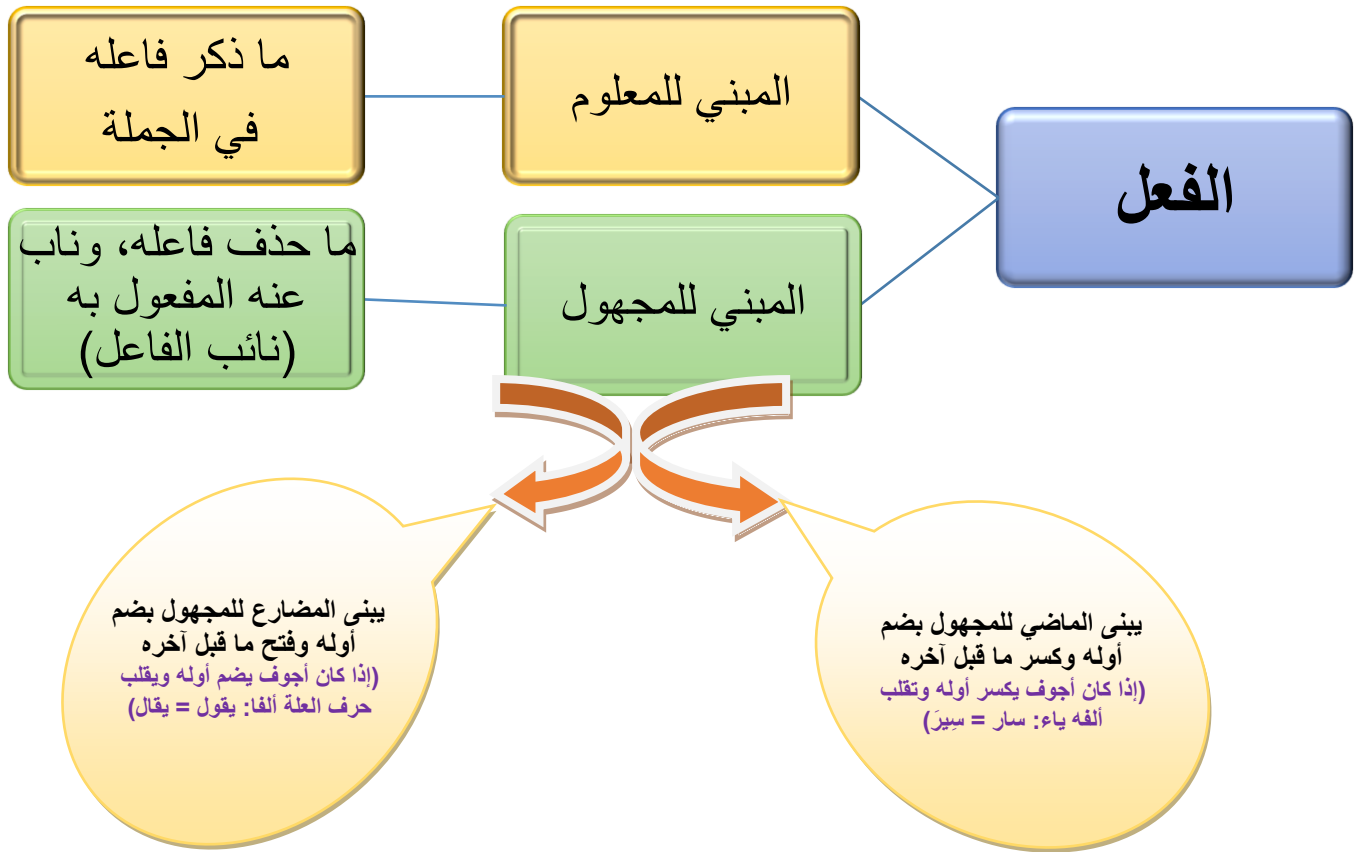 الفعل
المبني للمعلوم
ما ذكر فاعله
في الجملة
المبني للمجهول
ما حذف فاعله، وناب
عنه المفعول به
(نائب الفاعل)
يبنى الماضي للمجهول بضم
أوله وكسر ما قبل آخره
(إذا كان أجوف يكسر أوله وتقلب
ألفه ياء: سار = سِيرَ)
يبنى المضارع للمجهول بضم
أوله وفتح ما قبل آخره
(إذا كان أجوف يضم أوله ويقلب
حرف العلة ألفا: يقول = يقال)